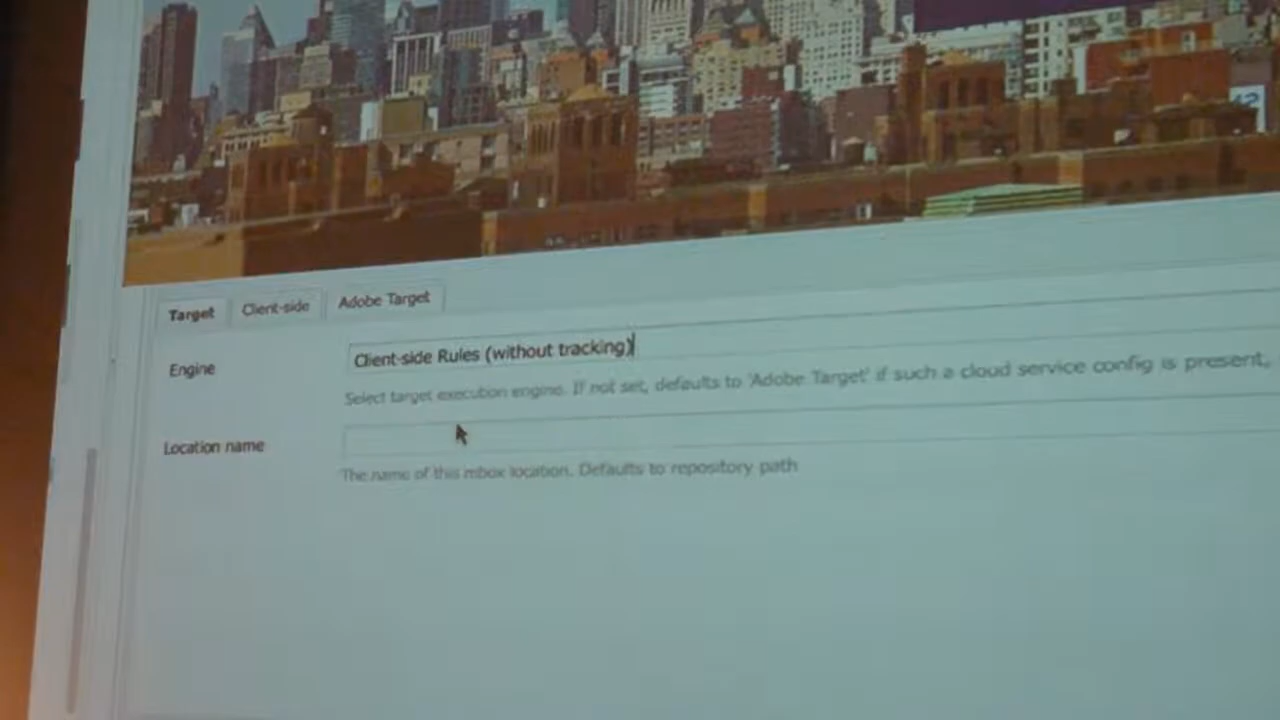 Target Client-side Adobe Target
Engine Client-side Rules (without tracking)
Select target execution engine. If not set, defaults to 'Adobe Target' if such a cloud service config is present,
Location name
The name of this mbox location. Defaults to repository path